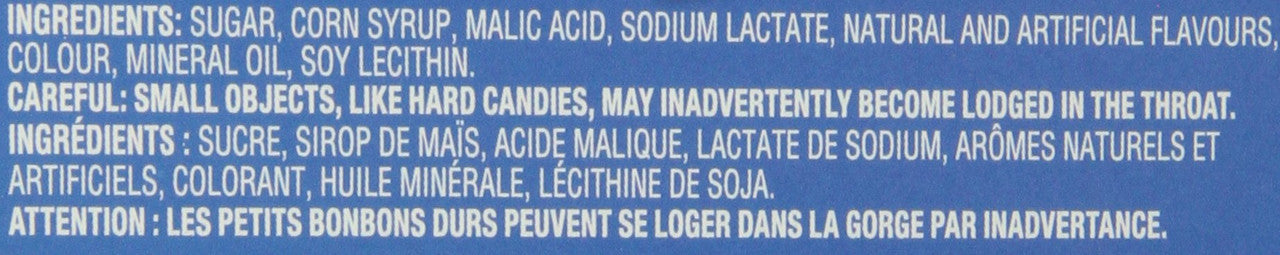 INGREDIENTS: SUGAR, CORN SYRUP, MALIC ACID, SODIUM LACTATE, NATURAL AND ARTIFICIAL FLAVOURS,
COLOUR, MINERAL OIL, SOY LECITHIN.
CAREFUL: SMALL OBJECTS, LIKE HARD CANDIES, MAY INADVERTENTLY BECOME LODGED IN THE THROAT.
INGRÉDIENTS : SUCRE, SIROP DE MAÏS, ACIDE MALIQUE, LACTATE DE SODIUM, ARÔMES NATURELS ET
ARTIFICIELS, COLORANT, HUILE MINÉRALE, LÉCITHINE DE SOJA.
ATTENTION : LES PETITS BONBONS DURS PEUVENT SE LOGER DANS LA GORGE PAR INADVERTANCE.